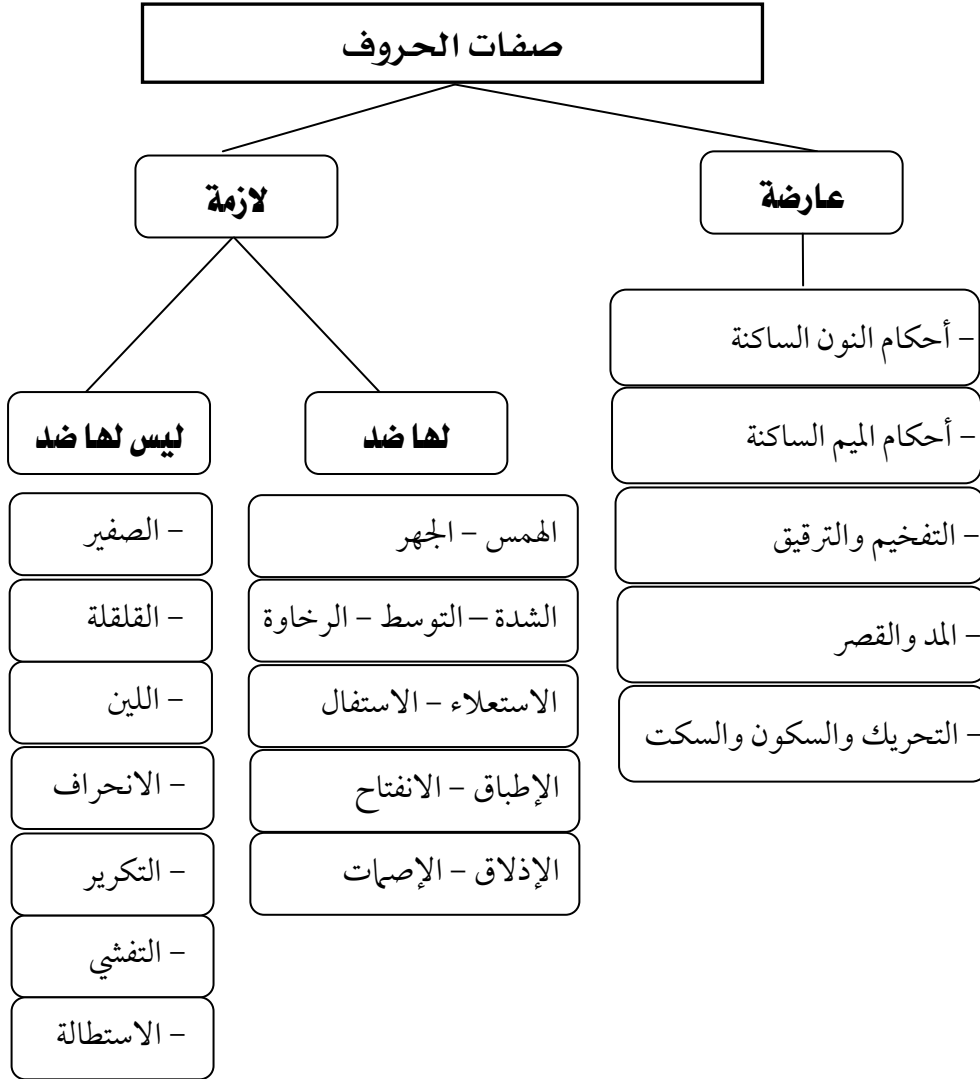 صفات الحروف
عارضة
لازمة
– أحكام النون الساكنة
– أحكام الميم الساكنة
– التفخيم والترقيق
– المد والقصر
– التحريك والسكون والسكت
لها ضد
الهمس – الجهر
الشدة – التوسط – الرخاوة
الاستعلاء – الاستفال
الإطباق – الانفتاح
الإذلاق – الإصمات
ليس لها ضد
– الصفير
– القلقلة
– اللين
– الانحراف
– التكرير
– التفشي
– الاستطالة